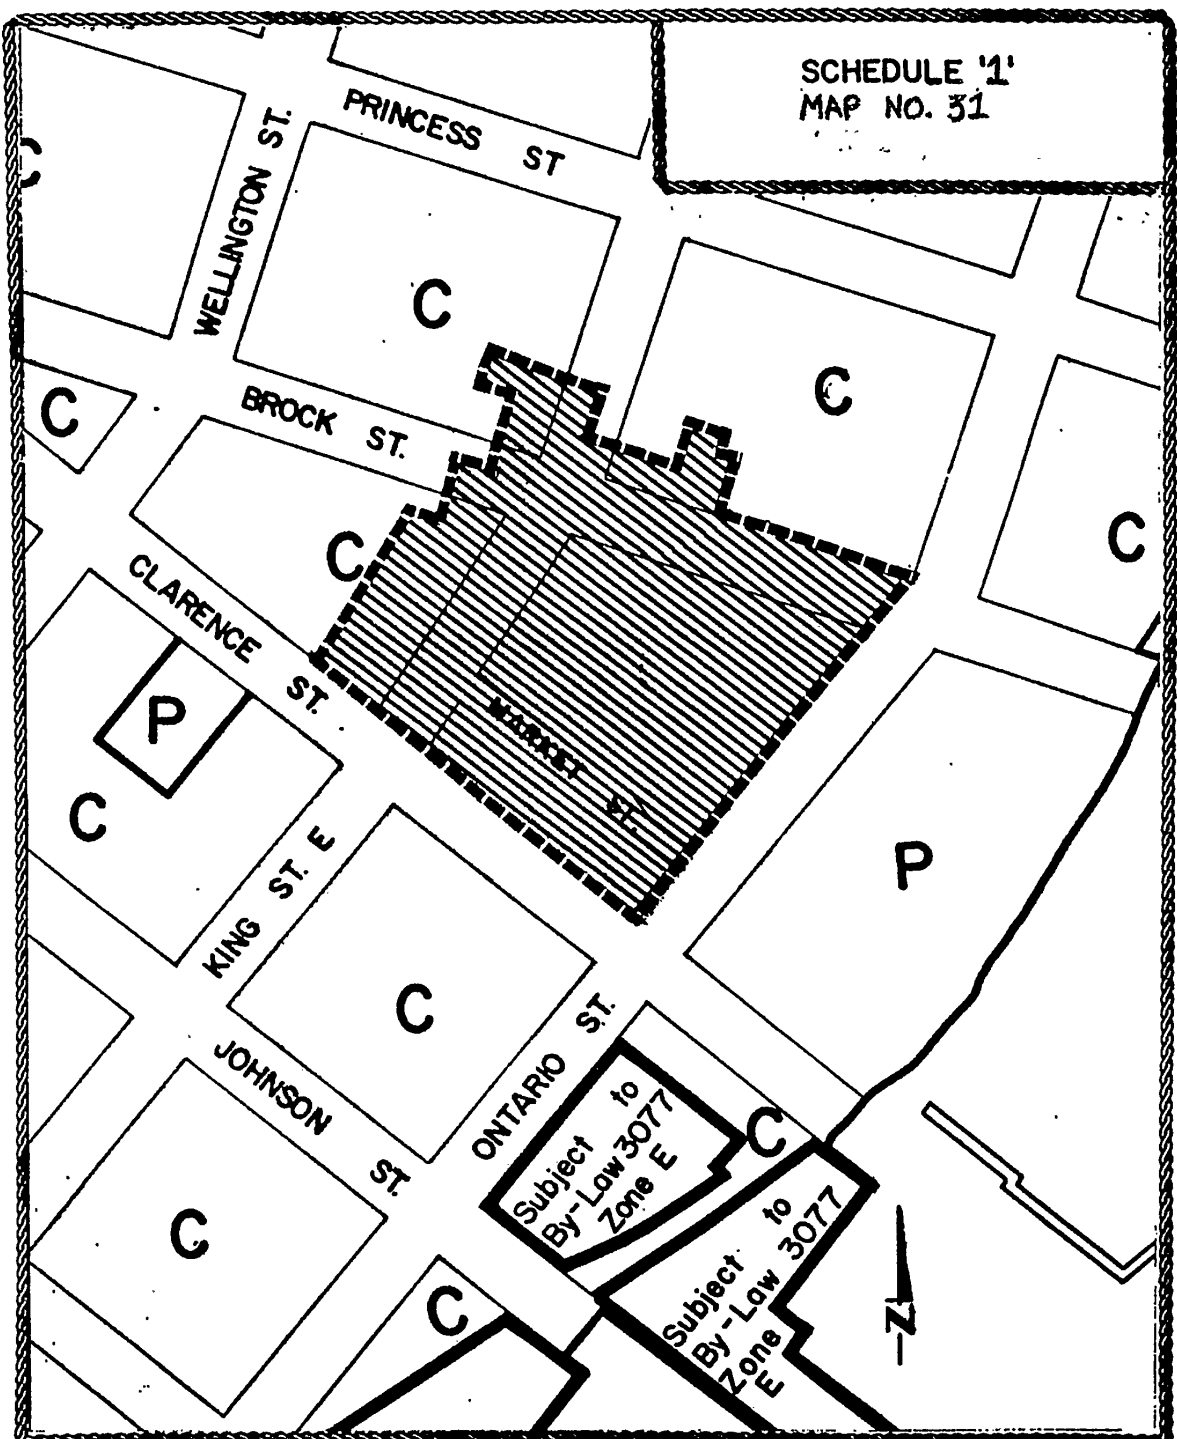 SCHEDULE '1'
MAP NO. 31
PRINCESS ST
WELLINGTON ST.
C
C
C
C
BROCK ST.
C
C
C
CLARENCE ST.
P
MARKET ST.
C
P
KING ST. E
C
ONTARIO ST.
JOHNSON ST.
Subject to
By-Law 3077
Zone E
C
C
Subject to
By-Law 3077
Zone E
C
N